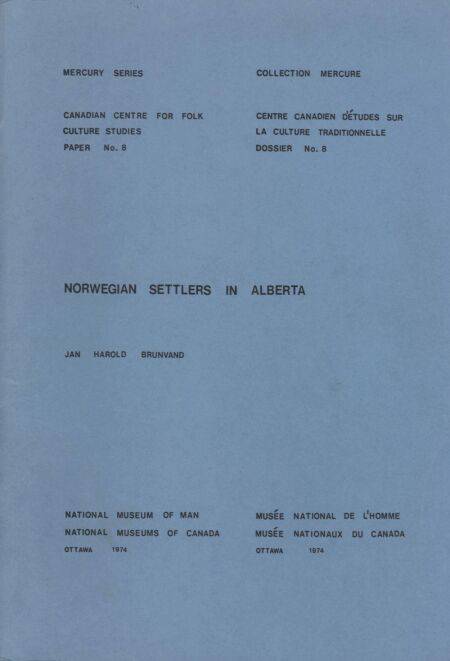 MERCURY SERIES
CANADIAN CENTRE FOR FOLK
CULTURE STUDIES
PAPER No. 8
COLLECTION MERCURE
CENTRE CANADIEN D'ÉTUDES SUR
LA CULTURE TRADITIONNELLE
DOSSIER No. 8
NORWEGIAN SETTLERS IN ALBERTA
JAN HAROLD BRUNVAND
NATIONAL MUSEUM OF MAN
NATIONAL MUSEUMS OF CANADA
OTTAWA 1974
MUSÉE NATIONAL DE L'HOMME
MUSÉE NATIONAUX DU CANADA
OTTAWA 1974